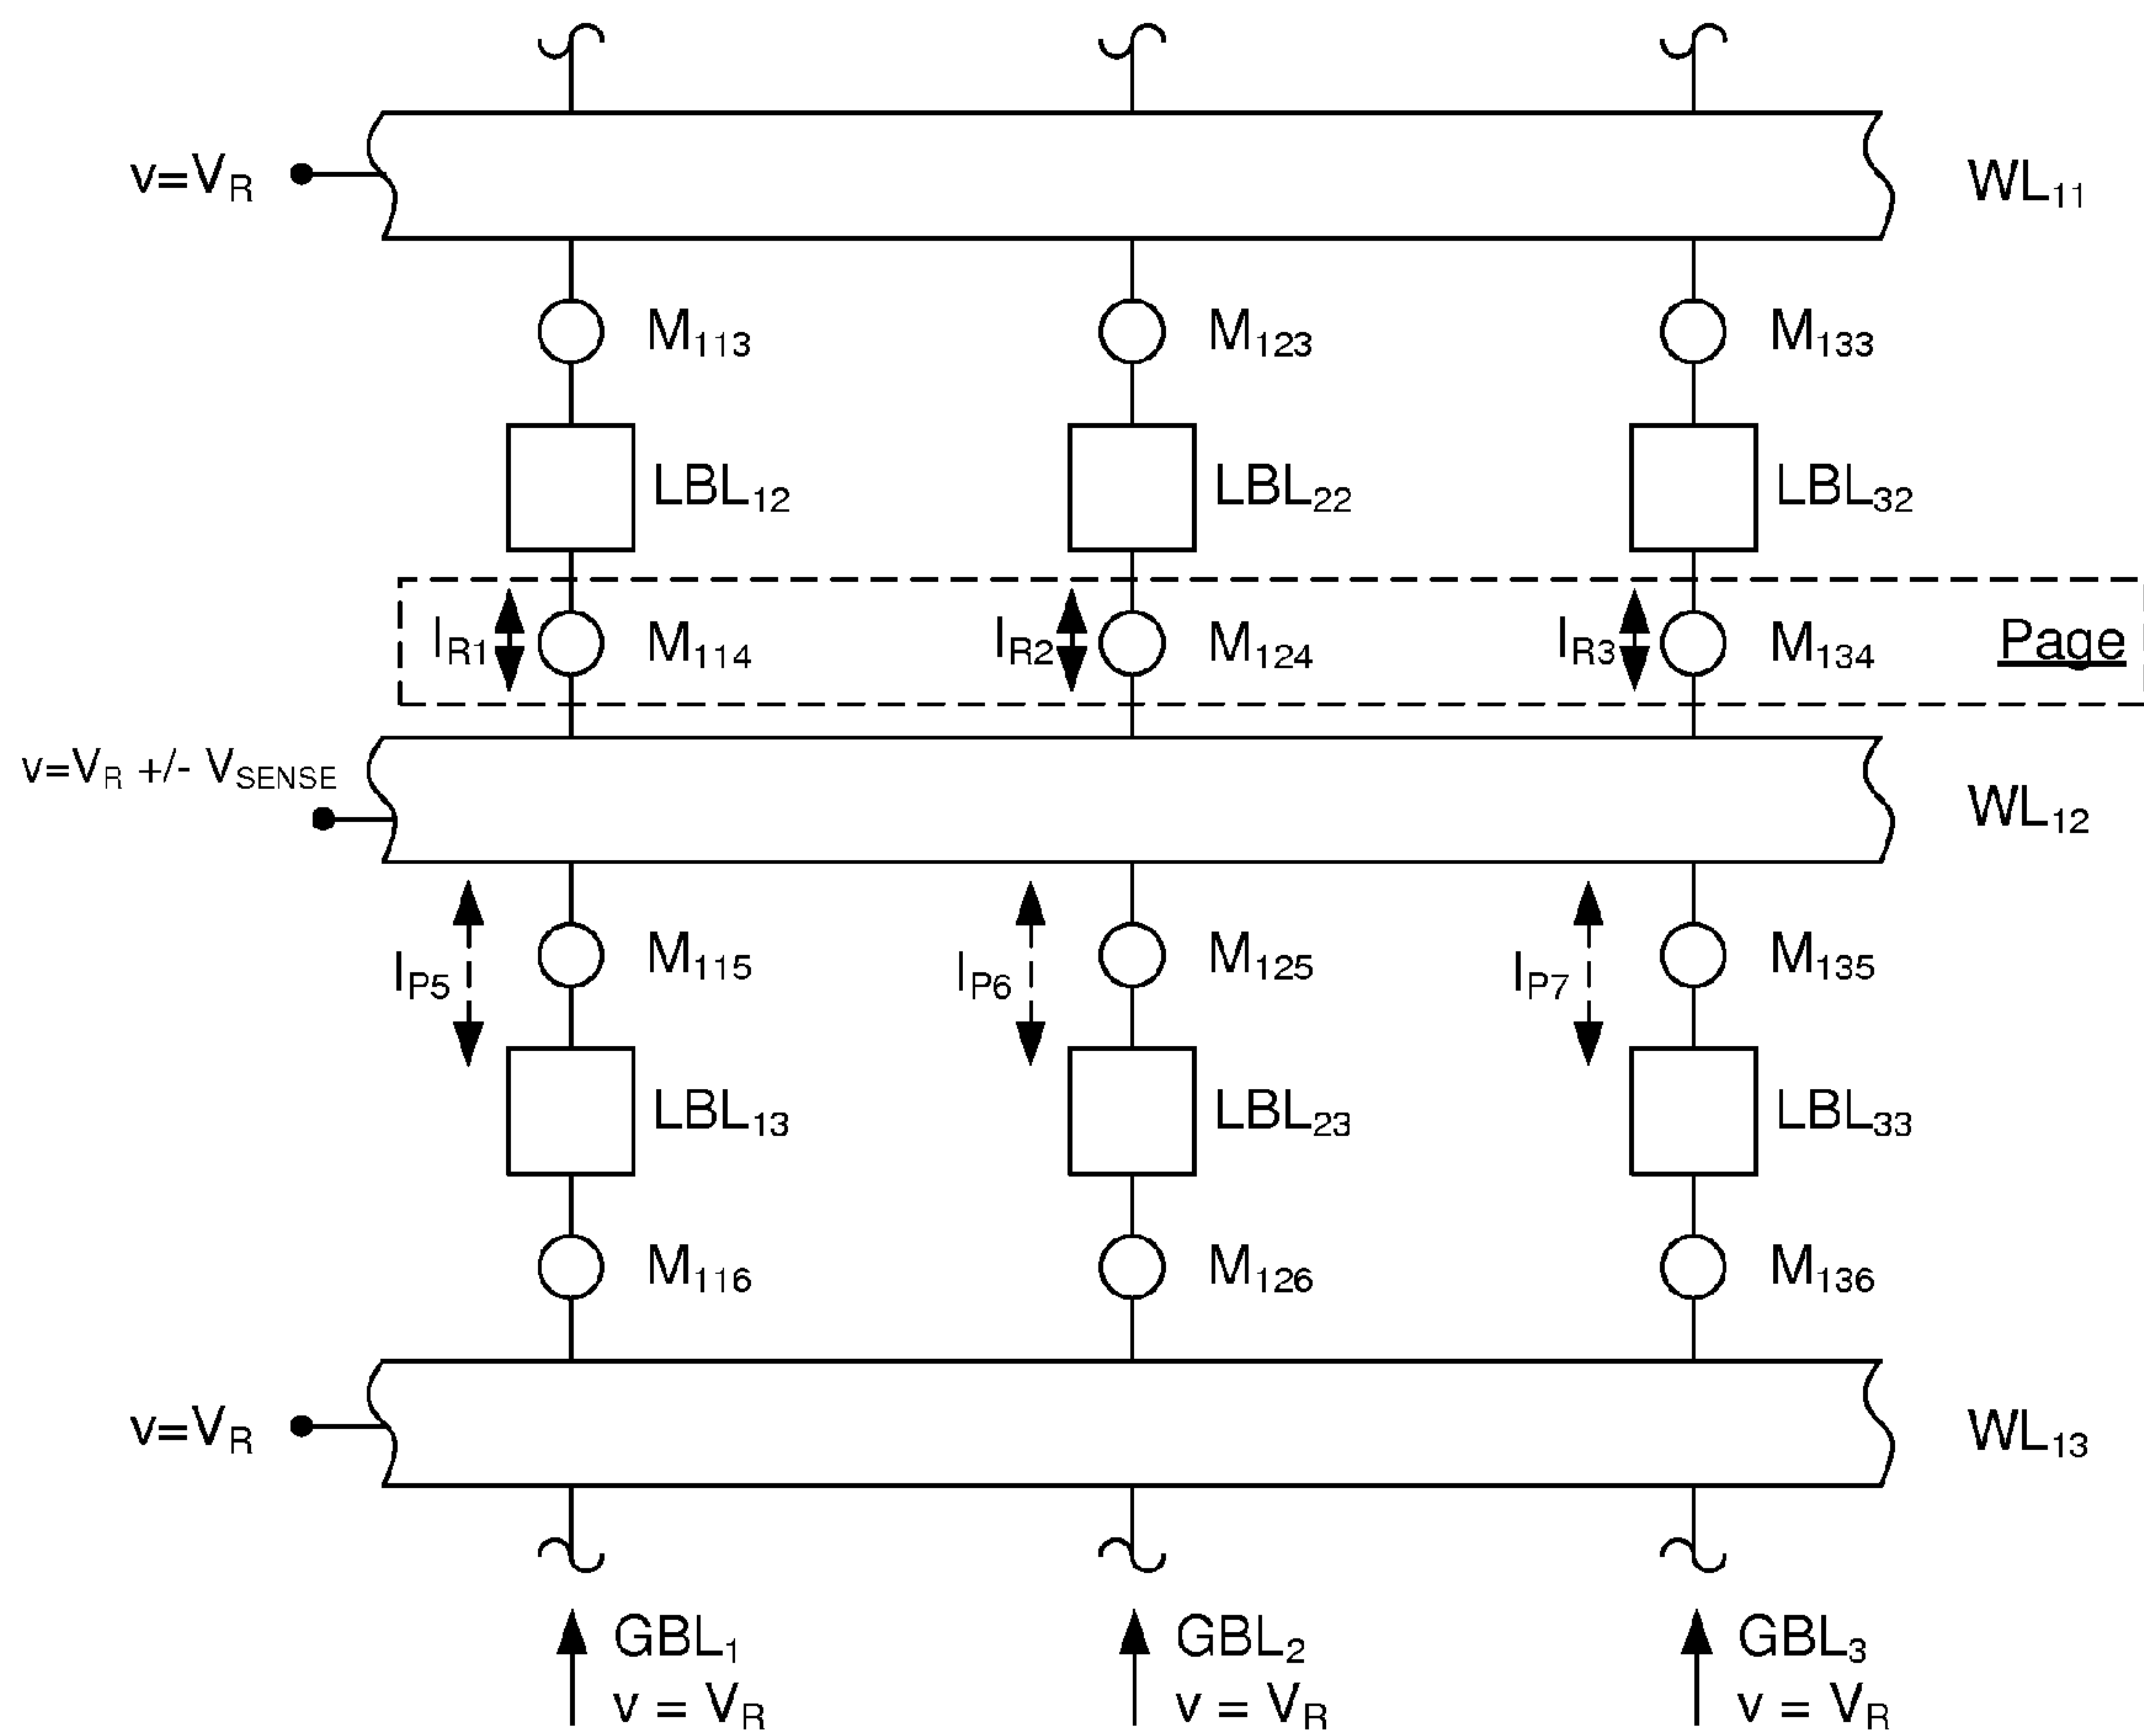 v=VR WL11
M113 M123 M133
LBL12 LBL22 LBL32
IR1 M114 IR2 M124 IR3 M134 Page
v=VR +/- VSENSE
WL12
IP5 M115 IP6 M125 IP7 M135
LBL13 LBL23 LBL33
M116 M126 M136
v=VR WL13
GBL1 GBL2 GBL3
v = VR v = VR v = VR